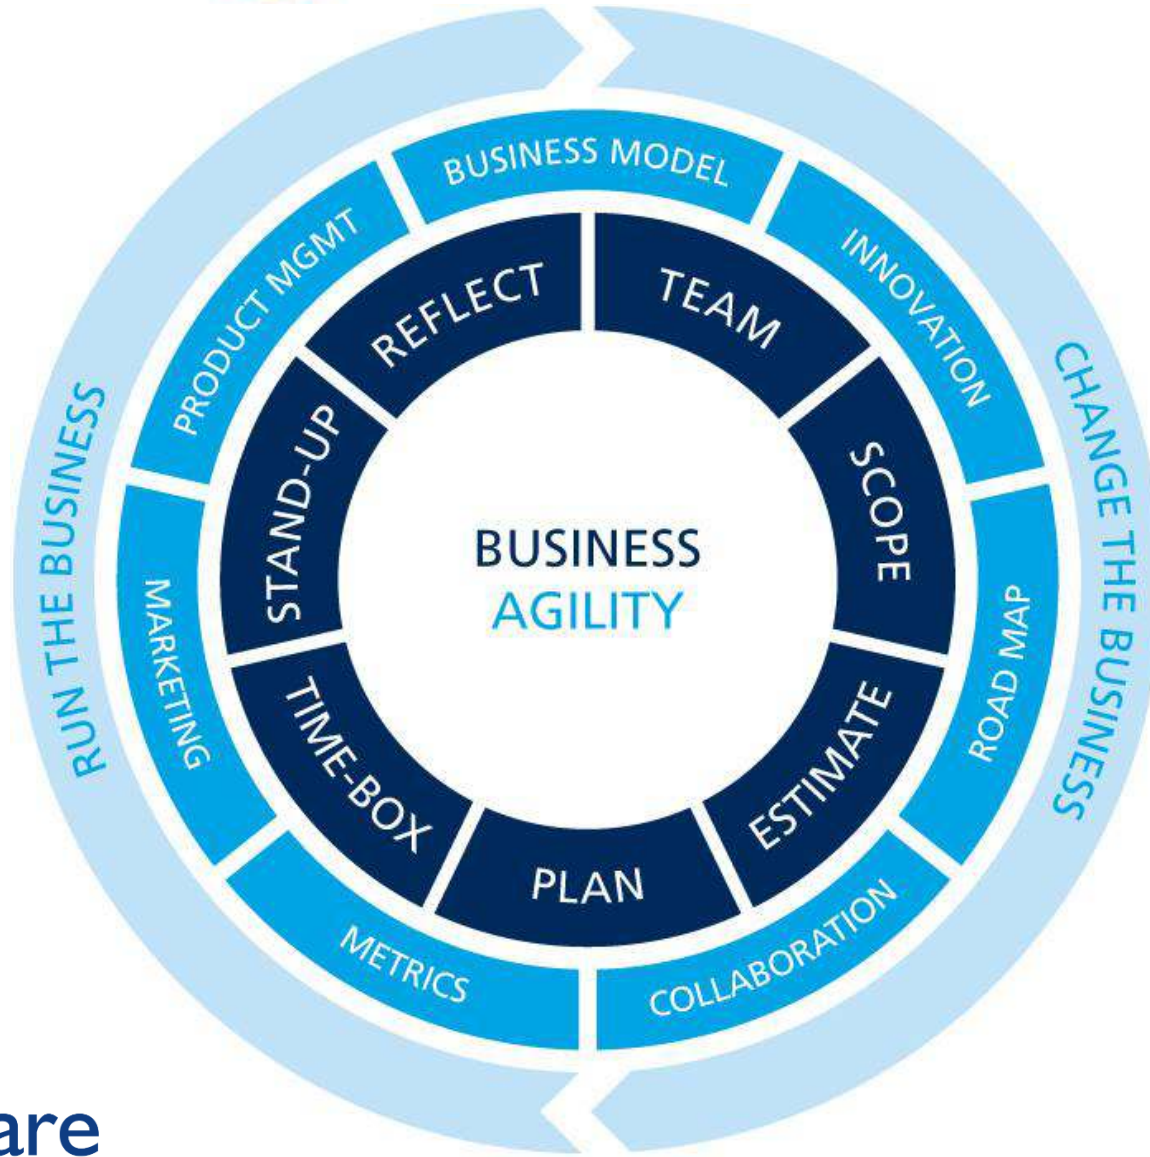 RUN THE BUSINESS
CHANGE THE BUSINESS
BUSINESS MODEL
INNOVATION
ROAD MAP
COLLABORATION
METRICS
MARKETING
PRODUCT MGMT
TEAM
SCOPE
ESTIMATE
PLAN
TIME-BOX
STAND-UP
REFLECT
BUSINESS
AGILITY
are